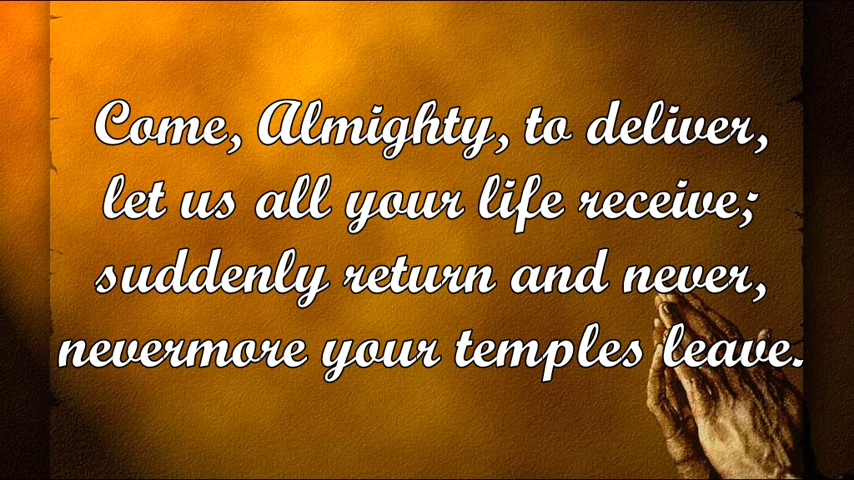 Come, Almighty, to deliver,
let us all your life receive;
suddenly return and never,
nevermore your temples leave.